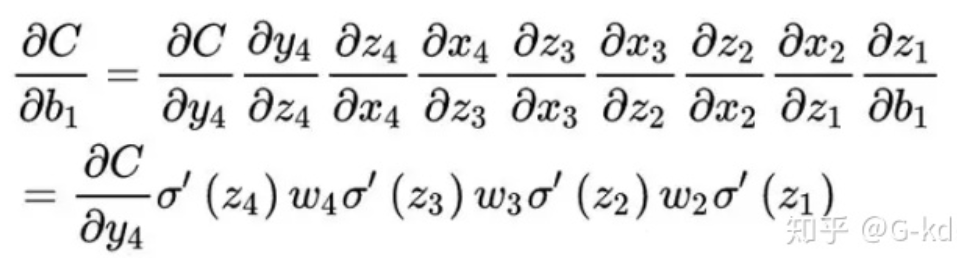 ∂C/∂b₁ = ∂C/∂y₄ ∂y₄/∂z₄ ∂z₄/∂x₄ ∂x₄/∂z₃ ∂z₃/∂x₃ ∂x₃/∂z₂ ∂z₂/∂x₂ ∂x₂/∂z₁ ∂z₁/∂b₁
= ∂C/∂y₄ σ′ (z₄) w₄σ′ (z₃) w₃σ′ (z₂) w₂σ′ (z₁)
知乎 @G-kd